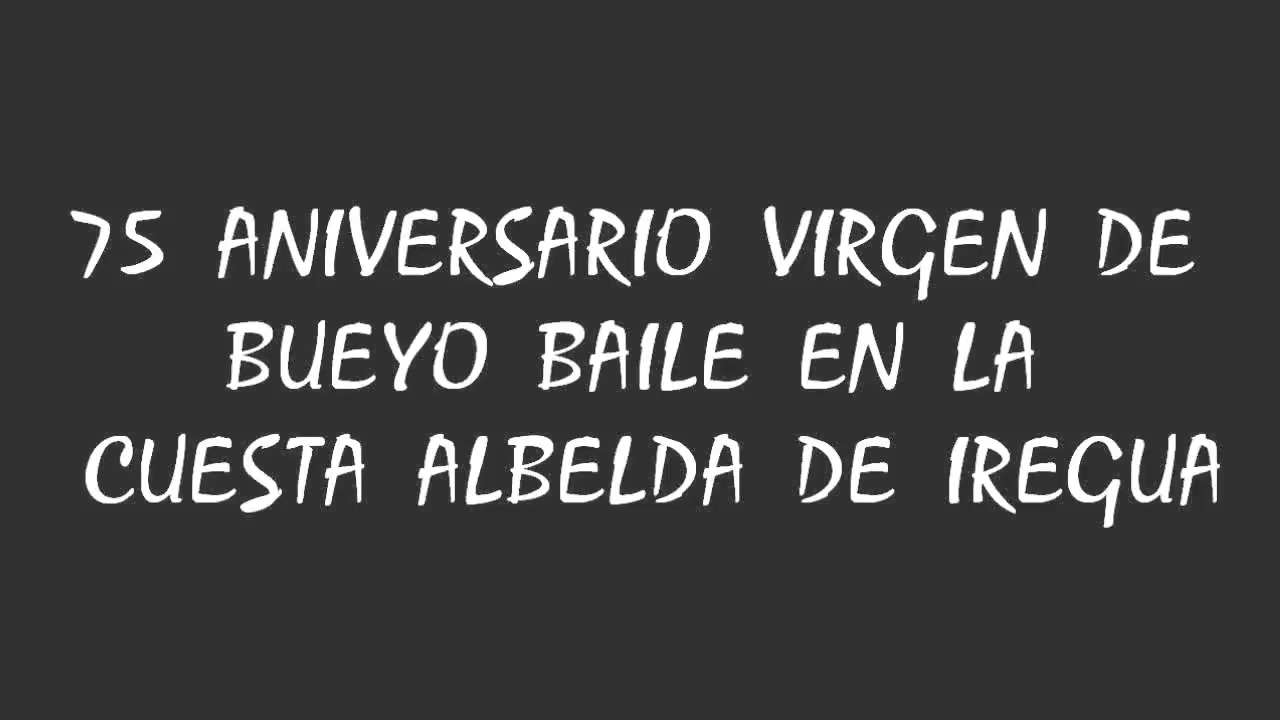 75 ANIVERSARIO VIRGEN DE
BUEYO BAILE EN LA
CUESTA ALBELDA DE IREGUA